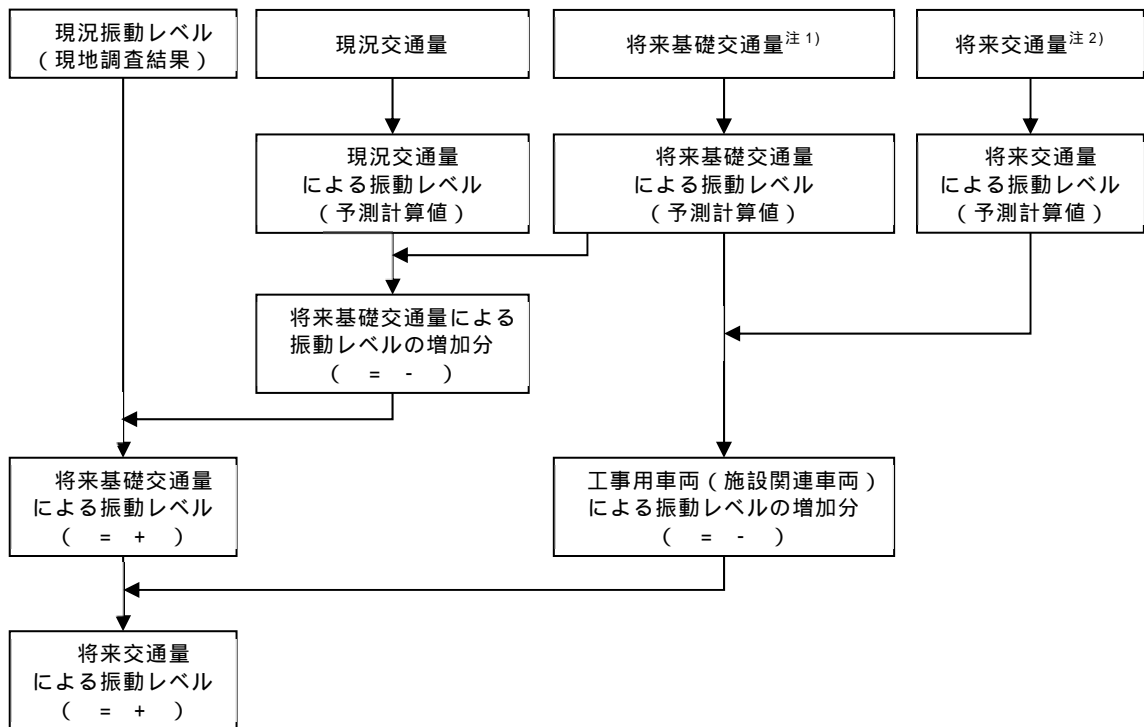 現況振動レベル
(現地調査結果)
現況交通量
将来基礎交通量注1)
将来交通量注2)
現況交通量
による振動レベル
(予測計算値)
将来基礎交通量
による振動レベル
(予測計算値)
将来交通量
による振動レベル
(予測計算値)
将来基礎交通量による
振動レベルの増加分
( = - )
将来基礎交通量
による振動レベル
( = + )
工事用車両(施設関連車両)
による振動レベルの増加分
( = - )
将来交通量
による振動レベル
( = + )